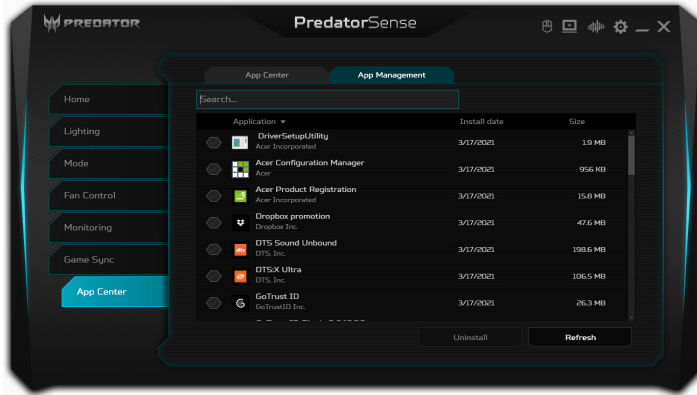 PREDATOR
PredatorSense
App Center
App Management
Home
Lighting
Mode
Fan Control
Monitoring
Game Sync
App Center
Search...
Application Install date Size
DriverSetupUtility
Acer Incorporated
3/17/2021 1.9 MB
Acer Configuration Manager
Acer
3/17/2021 956 KB
Acer Product Registration
Acer Incorporated
3/17/2021 15.8 MB
Dropbox promotion
Dropbox Inc.
3/17/2021 47.6 MB
DTS Sound Unbound
DTS, Inc.
3/17/2021 198.6 MB
DTS:X Ultra
DTS, Inc.
3/17/2021 106.5 MB
GoTrust ID
GoTrustID Inc.
3/17/2021 26.3 MB
Uninstall
Refresh